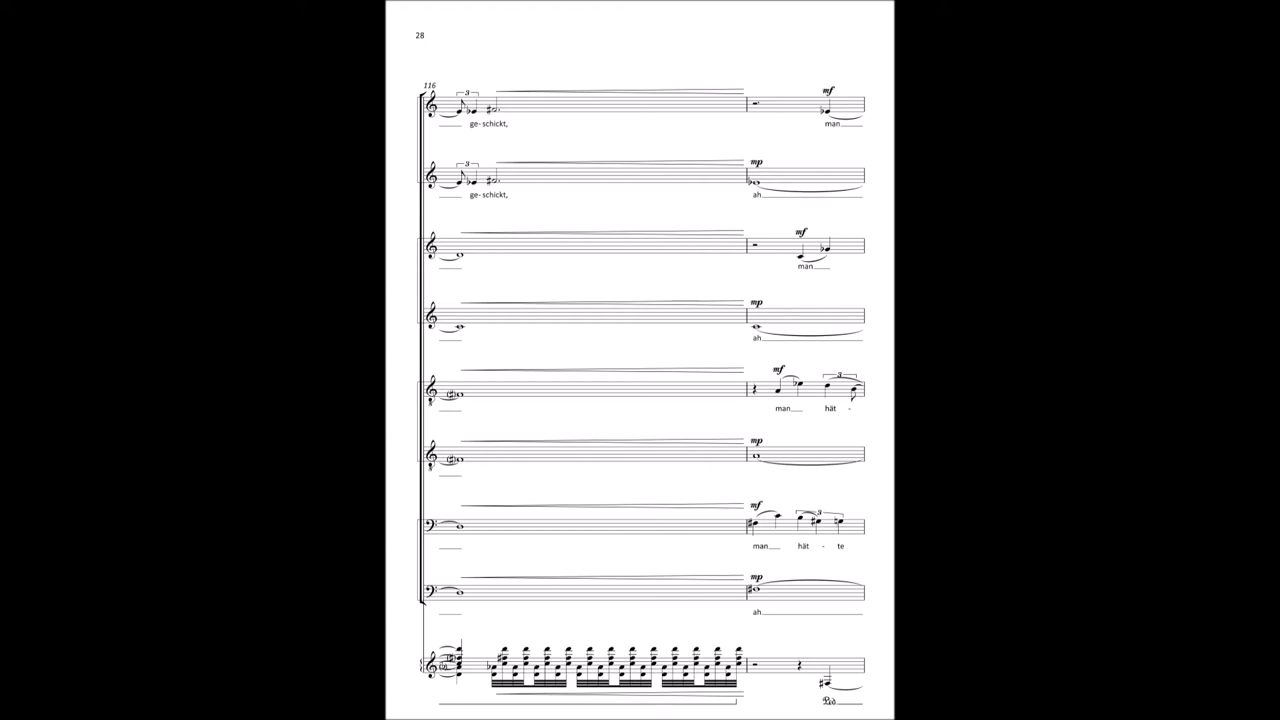 28
116
3
mf
ge- schickt,
man
3
mp
ge- schickt,
ah
mf
man
mp
ah
mf
3
man hät -
mp
mf
3
man hät - te
mp
ah
Ped